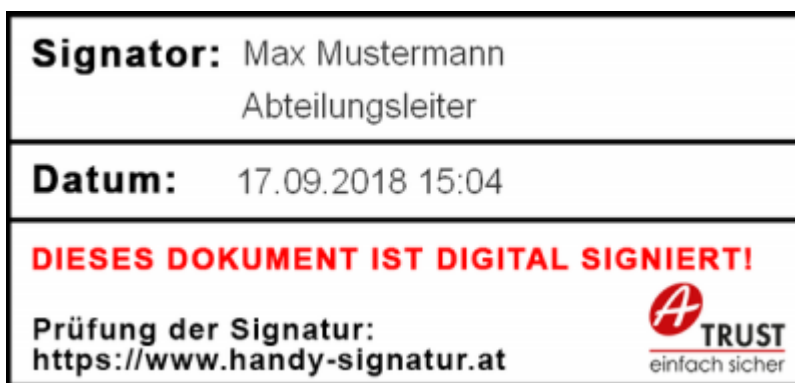 Signator: Max Mustermann
Abteilungsleiter
Datum: 17.09.2018 15:04
DIESES DOKUMENT IST DIGITAL SIGNIERT!
Prüfung der Signatur:
https://www.handy-signatur.at
A
TRUST
einfach sicher